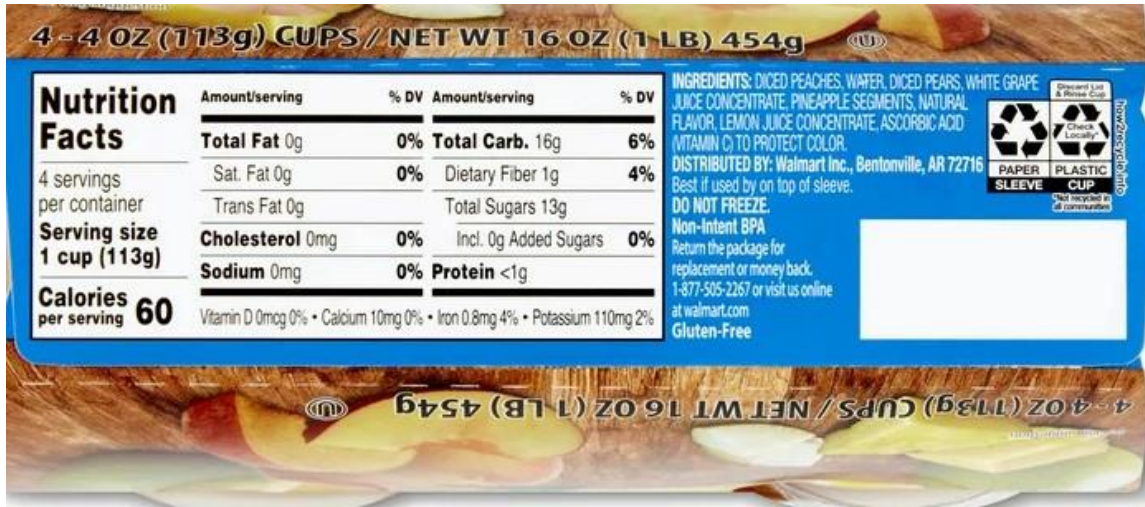 4 - 4 OZ (113g) CUPS / NET WT 16 OZ (1 LB) 454g
U
Nutrition
Facts
4 servings
per container
Serving size
1 cup (113g)
Calories
per serving 60
Amount/serving % DV
Total Fat 0g 0%
Sat. Fat 0g 0%
Trans Fat 0g
Cholesterol 0mg 0%
Sodium 0mg 0%
Amount/serving % DV
Total Carb. 16g 6%
Dietary Fiber 1g 4%
Total Sugars 13g
Incl. 0g Added Sugars 0%
Protein <1g
Vitamin D 0mcg 0% • Calcium 10mg 0% • Iron 0.8mg 4% • Potassium 110mg 2%
INGREDIENTS: DICED PEACHES, WATER, DICED PEARS, WHITE GRAPE
JUICE CONCENTRATE, PINEAPPLE SEGMENTS, NATURAL
FLAVOR, LEMON JUICE CONCENTRATE, ASCORBIC ACID
(VITAMIN C) TO PROTECT COLOR.
DISTRIBUTED BY: Walmart Inc., Bentonville, AR 72716
Best if used by on top of sleeve.
DO NOT FREEZE.
Non-Intent BPA
Return the package for
replacement or money back.
1-877-505-2267 or visit us online
at walmart.com
Gluten-Free
PAPER
SLEEVE
Discard Lid
& Rinse Cup
Check
Locally*
PLASTIC
CUP
*Not recycled in
all communities
how2recycle.info
4 - 4 OZ (113g) CUPS / NET WT 16 OZ (1 LB) 454g
U